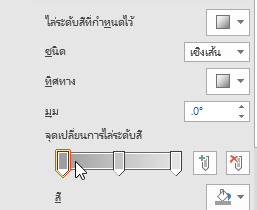 ไล่ระดับสีที่กำหนดไว้
ชนิด
เชิงเส้น
ทิศทาง
มุม
.0°
จุดเปลี่ยนการไล่ระดับสี
สี